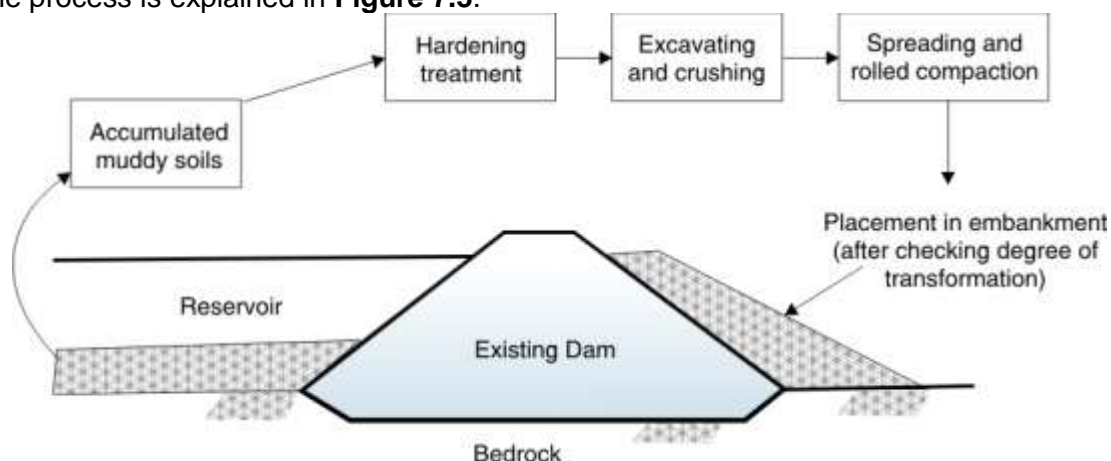 he process is explained in Figure 7.3.
Hardening
treatment
Excavating
and crushing
Spreading and
rolled compaction
Accumulated
muddy soils
Placement in embankment
(after checking degree of
transformation)
Reservoir
Existing Dam
Bedrock